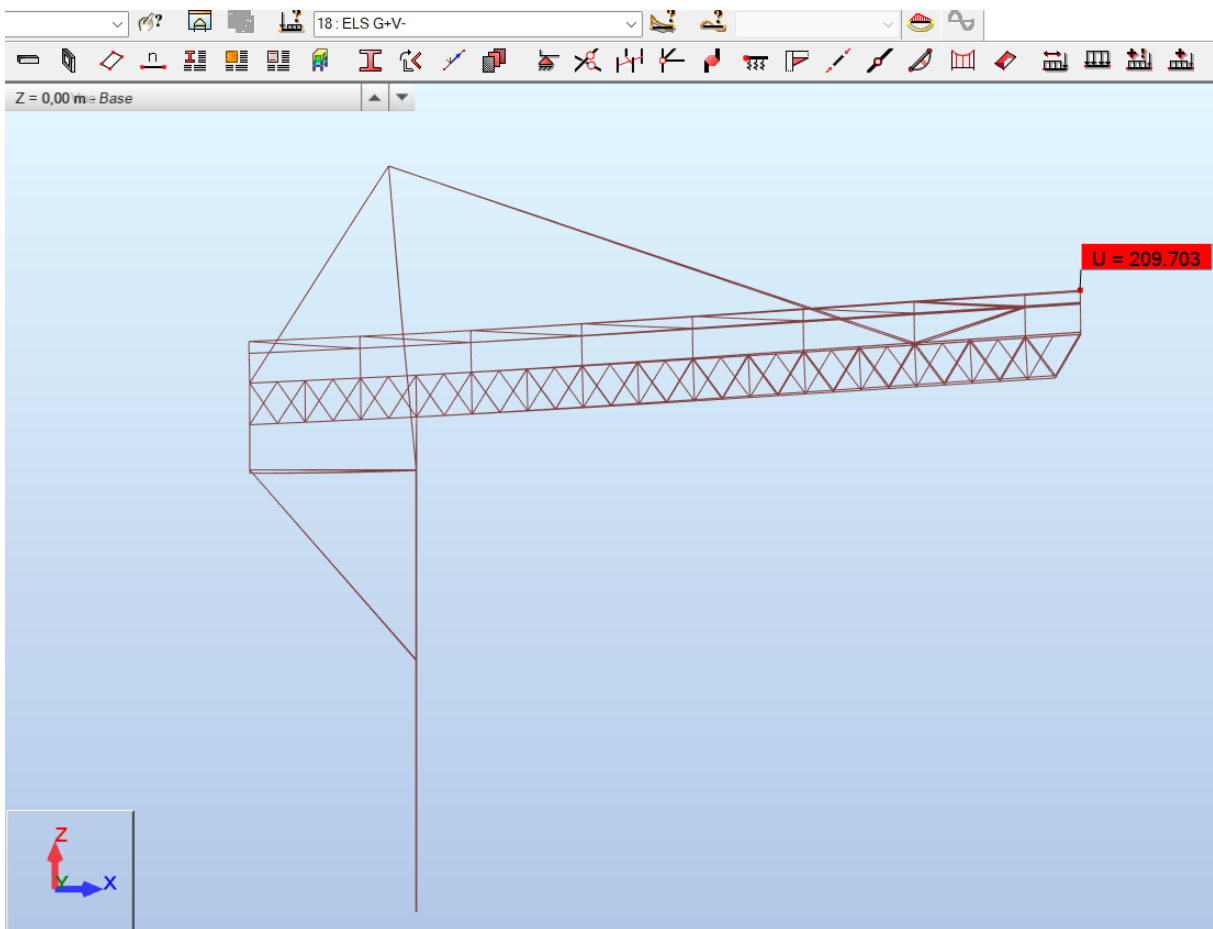 18 : ELS G+V-
n
Z = 0,00 m - Base
U = 209.703
Z
Y
X